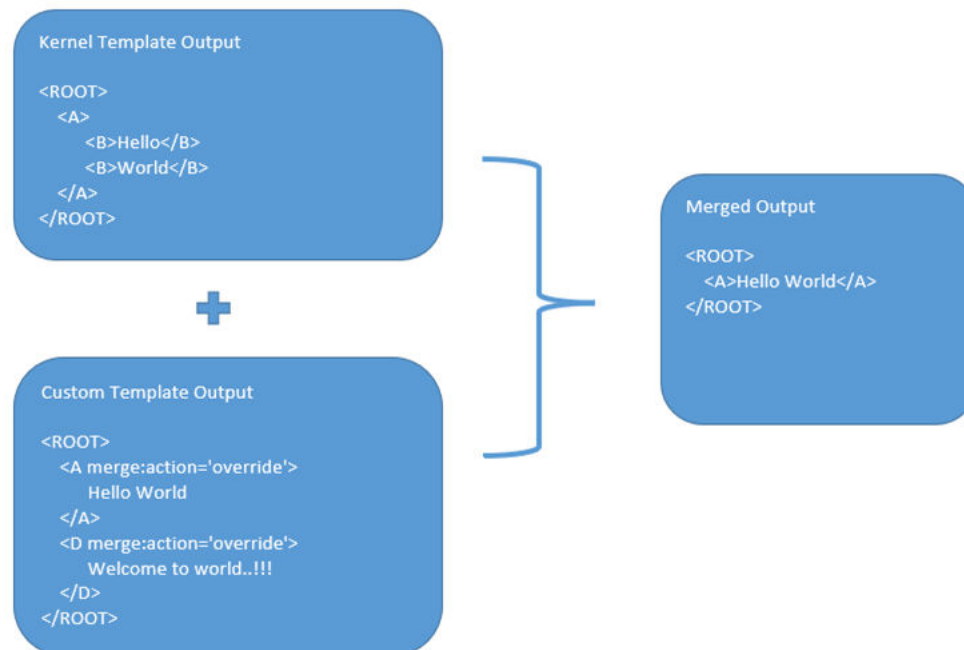 Kernel Template Output
<ROOT>
<A>
<B>Hello</B>
<B>World</B>
</A>
</ROOT>
Custom Template Output
<ROOT>
<A merge:action='override'>
Hello World
</A>
<D merge:action='override'>
Welcome to world..!!!
</D>
</ROOT>
Merged Output
<ROOT>
<A>Hello World</A>
</ROOT>